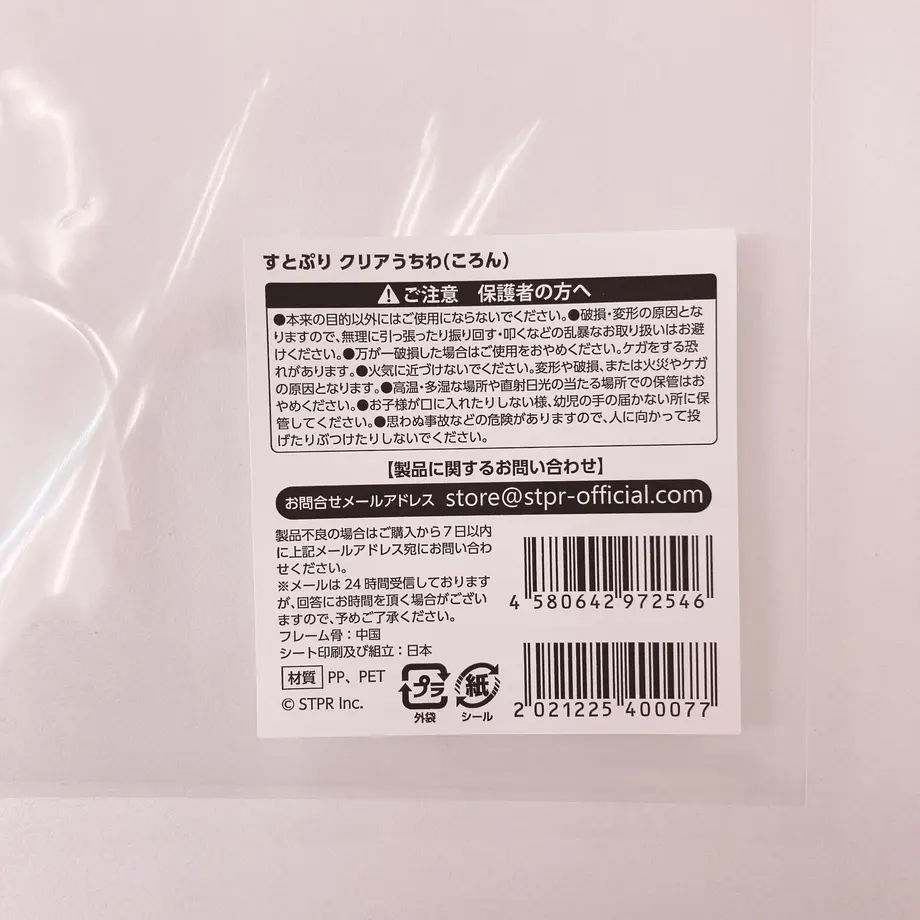 すとぷり クリアうちわ(ころん)
⚠ご注意 保護者の方へ
●本来の目的以外にはご使用にならないでください。●破損・変形の原因とな
りますので、無理に引っ張ったり振り回す・叩くなどの乱暴なお取り扱いはお避
けください。●万が一破損した場合はご使用をおやめください。ケガをする恐
れがあります。●火気に近づけないでください。変形や破損、または火災やケガ
の原因となります。●高温・多湿な場所や直射日光の当たる場所での保管はお
やめください。●お子様が口に入れたりしない様、幼児の手の届かない所に保
管してください。●思わぬ事故などの危険がありますので、人に向かって投
げたりぶつけたりしないでください。
【製品に関するお問い合わせ】
お問合せメールアドレス store@stpr-official.com
製品不良の場合はご購入から7日以内
に上記メールアドレス宛にお問い合わ
せください。
※メールは24時間受信しております
が、回答にお時間を頂く場合がござい
ますので、予めご了承ください。
フレーム骨：中国
シート印刷及び組立：日本
材質 PP、PET
© STPR Inc.
プラ
外袋
紙
シール
4 580642 972546
2 021225 400077